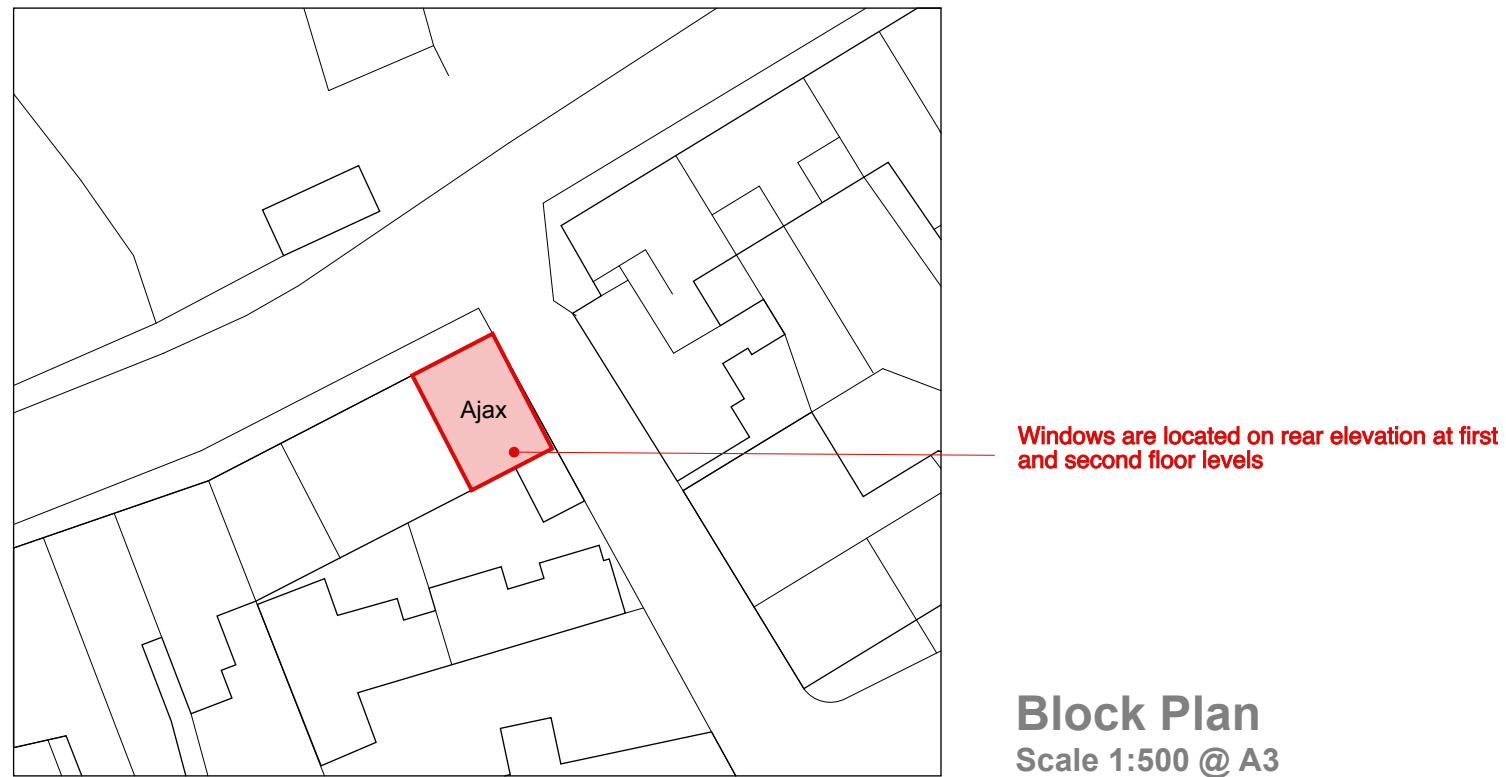 Ajax
Windows are located on rear elevation at first
and second floor levels
Block Plan
Scale 1:500 @ A3